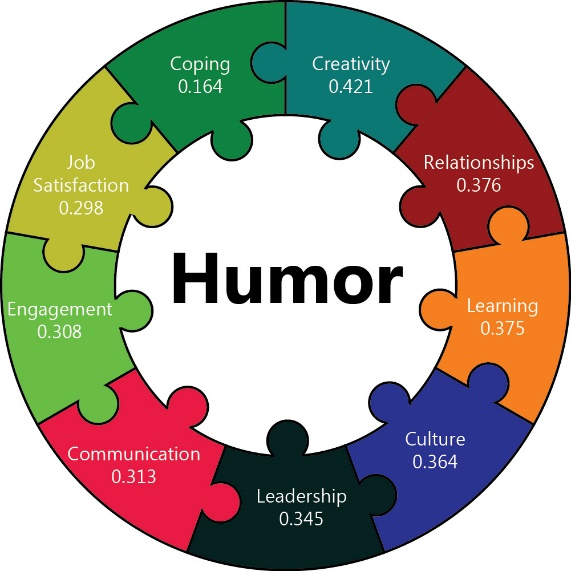 Creativity
0.421
Relationships
0.376
Learning
0.375
Culture
0.364
Leadership
0.345
Communication
0.313
Engagement
0.308
Job
Satisfaction
0.298
Coping
0.164
Humor